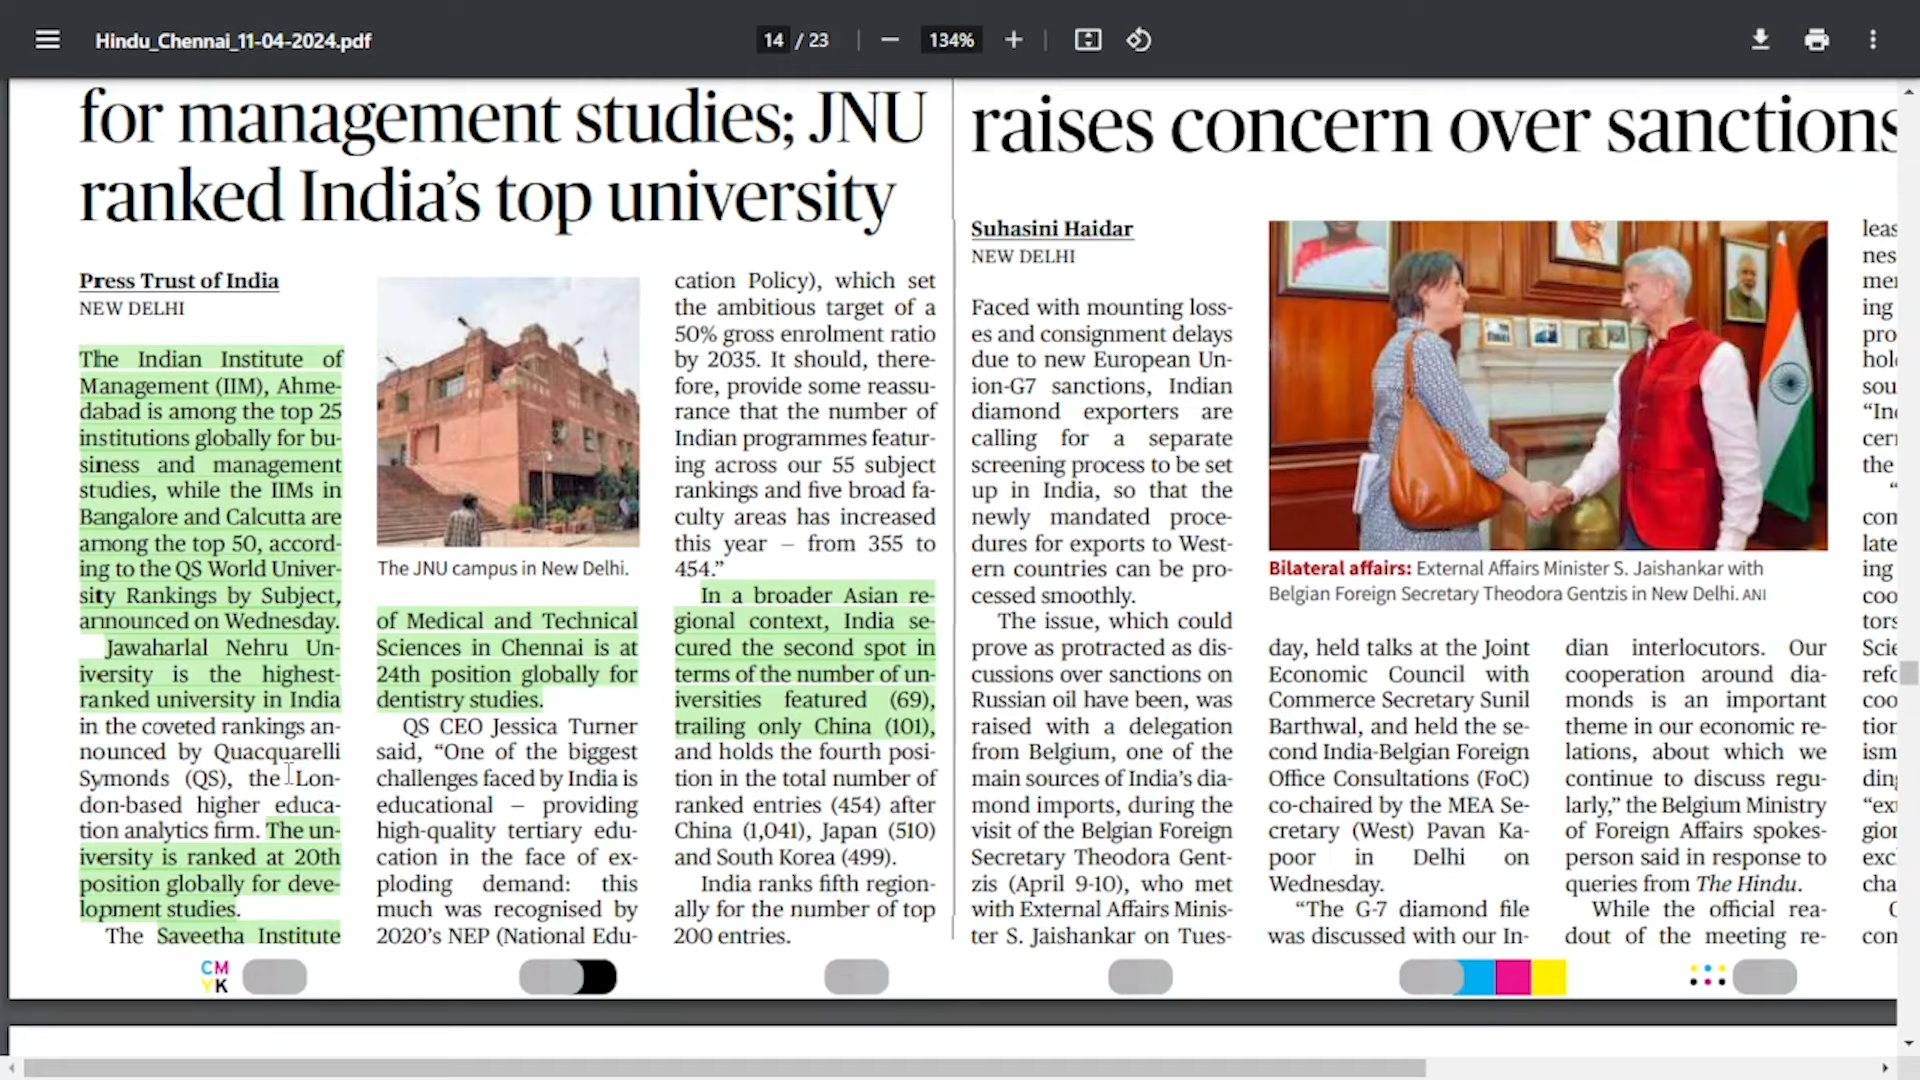 Hindu_Chennai_11-04-2024.pdf
14 / 23
134%
for management studies; JNU
ranked India's top university
Press Trust of India
NEW DELHI
The Indian Institute of
Management (IIM), Ahme-
dabad is among the top 25
institutions globally for bu-
siness and management
studies, while the IIMs in
Bangalore and Calcutta are
among the top 50, accord-
ing to the QS World Univer-
sity Rankings by Subject,
announced on Wednesday.
Jawaharlal Nehru Un-
iversity is the highest-
ranked university in India
in the coveted rankings an-
nounced by Quacquarelli
Symonds (QS), the Lon-
don-based higher educa-
tion analytics firm. The un-
iversity is ranked at 20th
position globally for deve-
lopment studies.
The Saveetha Institute
The JNU campus in New Delhi.
of Medical and Technical
Sciences in Chennai is at
24th position globally for
dentistry studies.
QS CEO Jessica Turner
said, “One of the biggest
challenges faced by India is
educational – providing
high-quality tertiary edu-
cation in the face of ex-
ploding demand: this
much was recognised by
2020's NEP (National Edu-
cation Policy), which set
the ambitious target of a
50% gross enrolment ratio
by 2035. It should, there-
fore, provide some reassu-
rance that the number of
Indian programmes featur-
ing across our 55 subject
rankings and five broad fa-
culty areas has increased
this year – from 355 to
454.”
In a broader Asian re-
gional context, India se-
cured the second spot in
terms of the number of un-
iversities featured (69),
trailing only China (101),
and holds the fourth posi-
tion in the total number of
ranked entries (454) after
China (1,041), Japan (510)
and South Korea (499).
India ranks fifth region-
ally for the number of top
200 entries.
raises concern over sanctions
Suhasini Haidar
NEW DELHI
Faced with mounting loss-
es and consignment delays
due to new European Un-
ion-G7 sanctions, Indian
diamond exporters are
calling for a separate
screening process to be set
up in India, so that the
newly mandated proce-
dures for exports to West-
ern countries can be pro-
cessed smoothly.
The issue, which could
prove as protracted as dis-
cussions over sanctions on
Russian oil have been, was
raised with a delegation
from Belgium, one of the
main sources of India's dia-
mond imports, during the
visit of the Belgian Foreign
Secretary Theodora Gent-
zis (April 9-10), who met
with External Affairs Minis-
ter S. Jaishankar on Tues-
Bilateral affairs: External Affairs Minister S. Jaishankar with
Belgian Foreign Secretary Theodora Gentzis in New Delhi. ANI
day, held talks at the Joint
Economic Council with
Commerce Secretary Sunil
Barthwal, and held the se-
cond India-Belgian Foreign
Office Consultations (FoC)
co-chaired by the MEA Se-
cretary (West) Pavan Ka-
poor in Delhi on
Wednesday.
“The G-7 diamond file
was discussed with our In-
dian interlocutors. Our
cooperation around dia-
monds is an important
theme in our economic re-
lations, about which we
continue to discuss regu-
larly,” the Belgium Ministry
of Foreign Affairs spokes-
person said in response to
queries from The Hindu.
While the official rea-
dout of the meeting re-
CM
YK